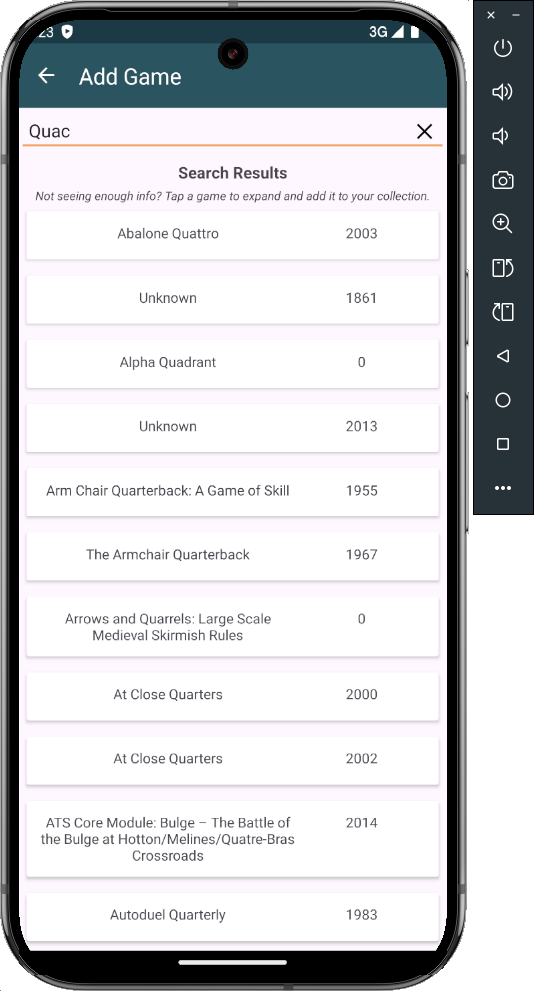 23
3G
Add Game
Quac
Search Results
Not seeing enough info? Tap a game to expand and add it to your collection.
Abalone Quattro 2003
Unknown 1861
Alpha Quadrant 0
Unknown 2013
Arm Chair Quarterback: A Game of Skill 1955
The Armchair Quarterback 1967
Arrows and Quarrels: Large Scale 0
Medieval Skirmish Rules
At Close Quarters 2000
At Close Quarters 2002
ATS Core Module: Bulge – The Battle of 2014
the Bulge at Hotton/Melines/Quatre-Bras
Crossroads
Autoduel Quarterly 1983